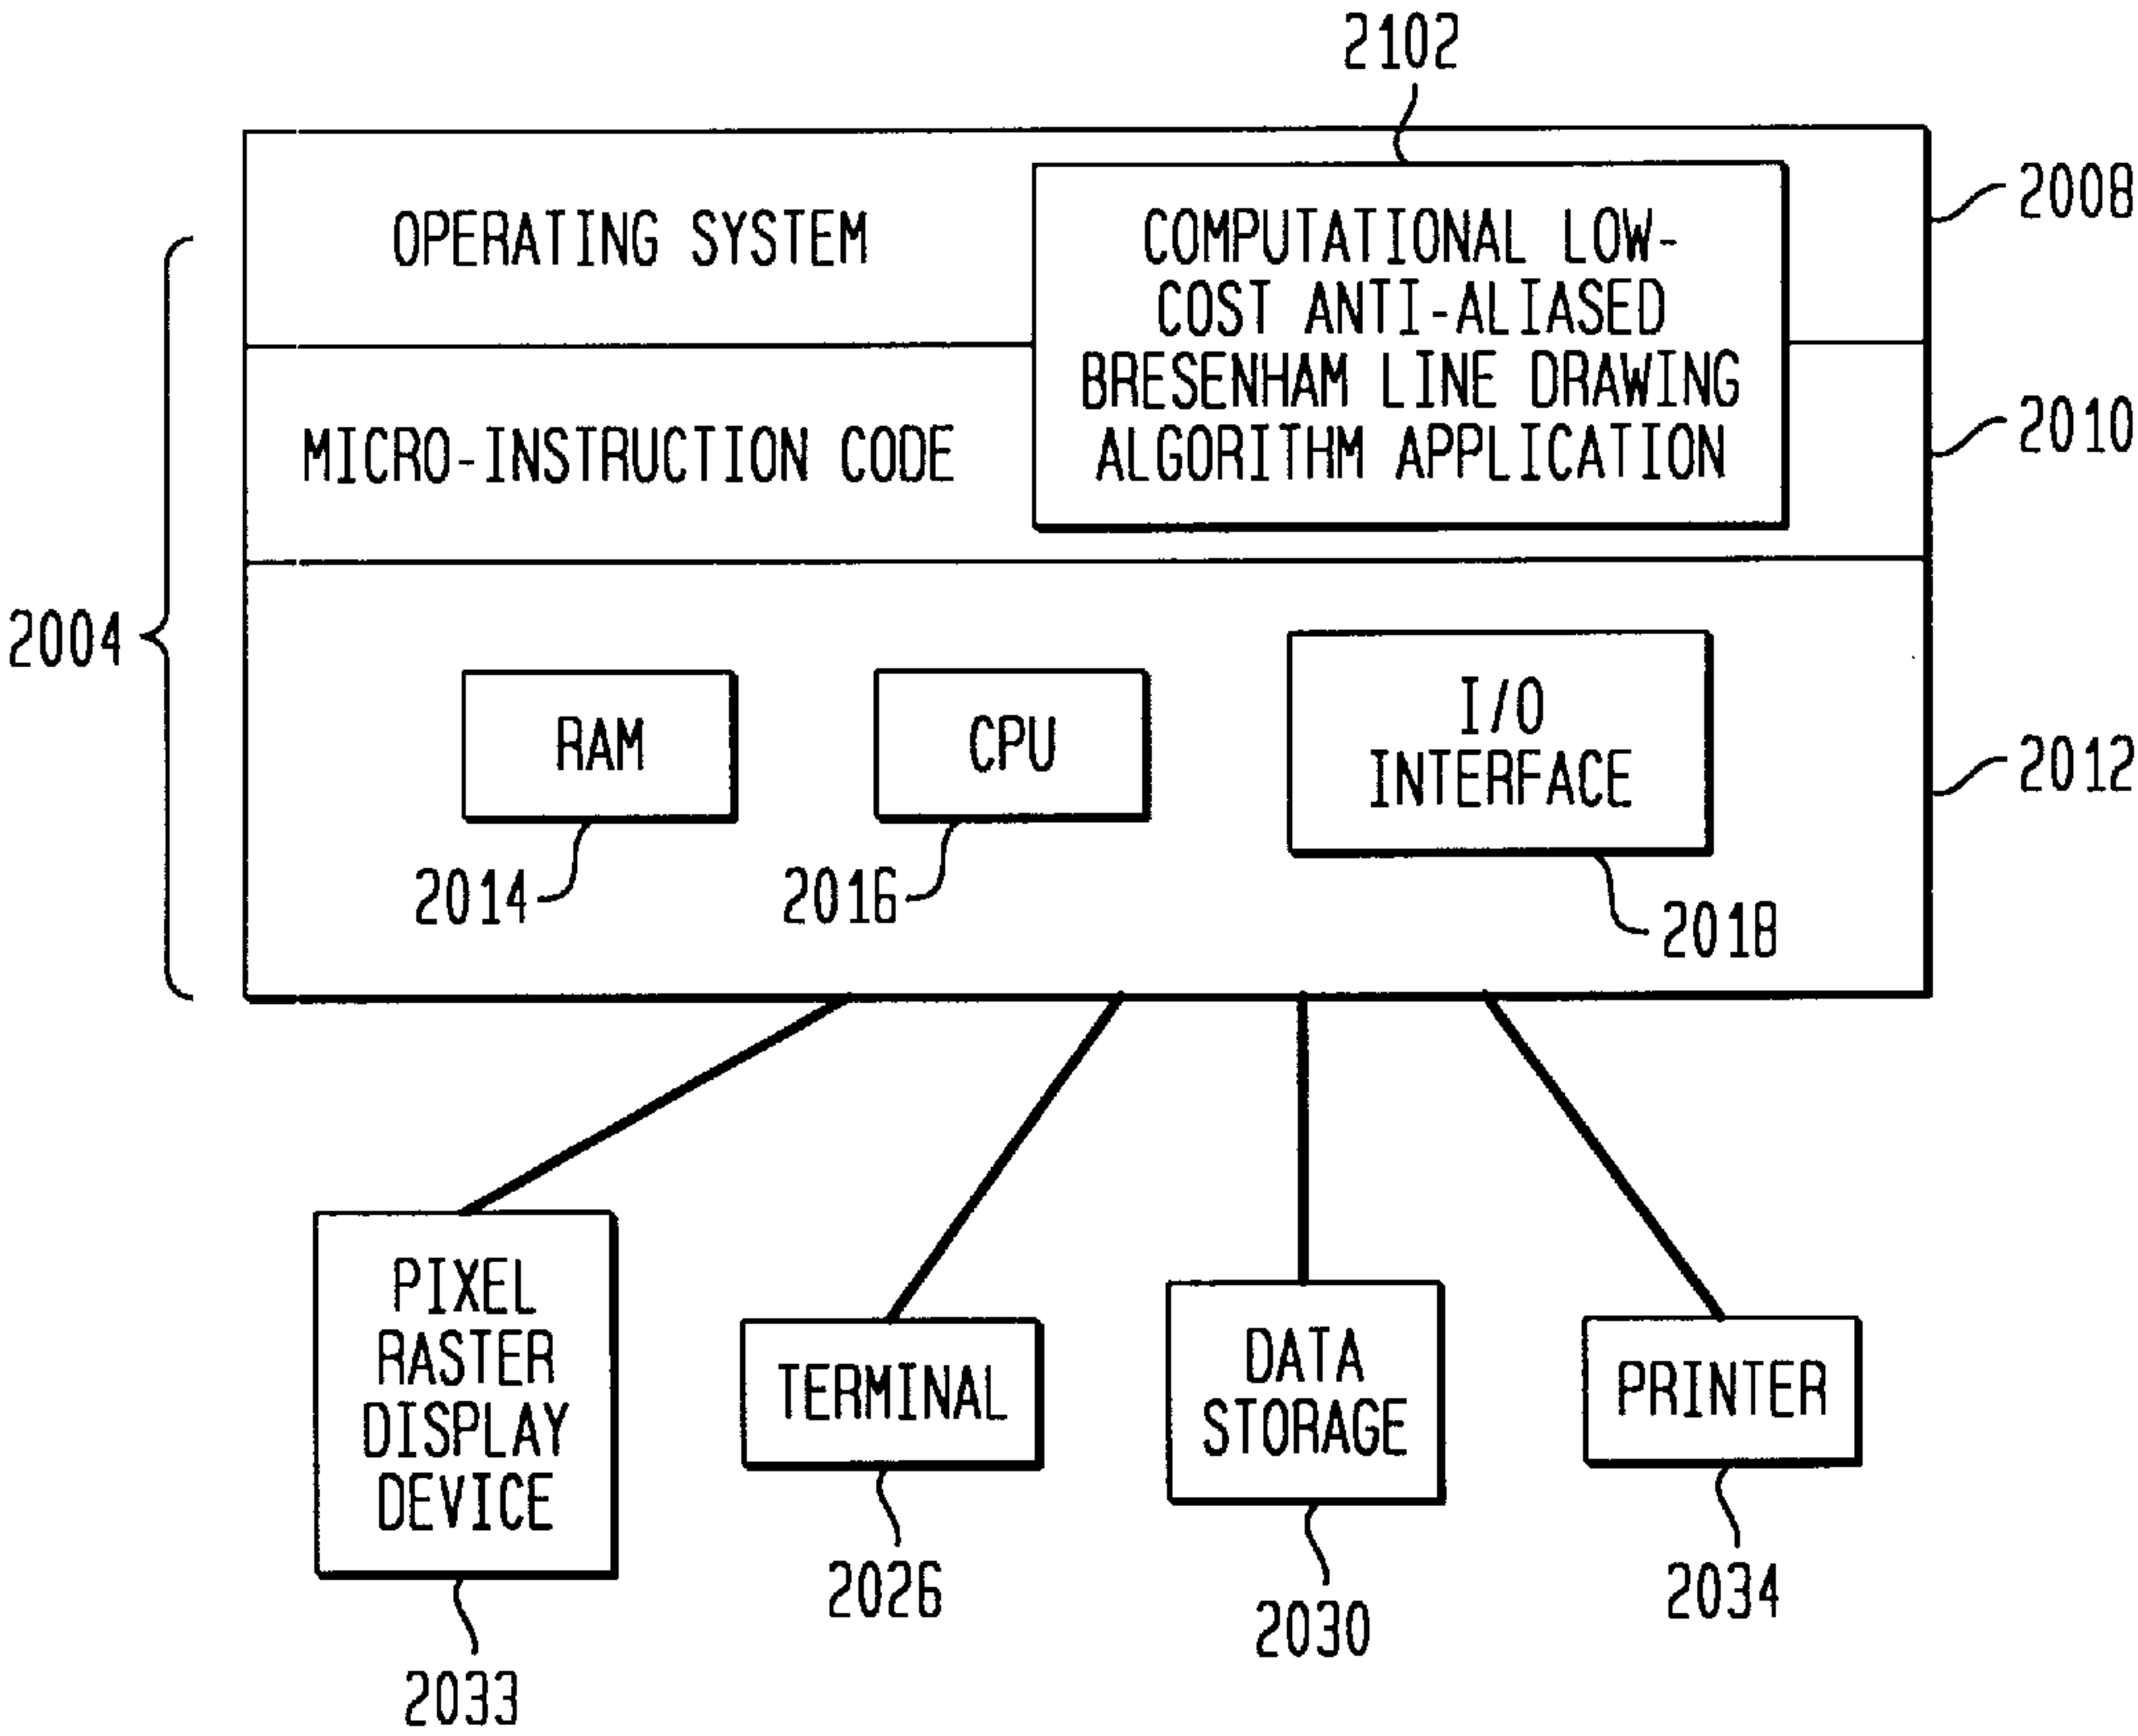 2102
2008
OPERATING SYSTEM
COMPUTATIONAL LOW-
COST ANTI-ALIASED
BRESENHAM LINE DRAWING
ALGORITHM APPLICATION
MICRO-INSTRUCTION CODE
2010
2004
RAM
CPU
I/O
INTERFACE
2012
2014
2016
2018
PIXEL
RASTER
DISPLAY
DEVICE
TERMINAL
DATA
STORAGE
PRINTER
2033
2026
2030
2034